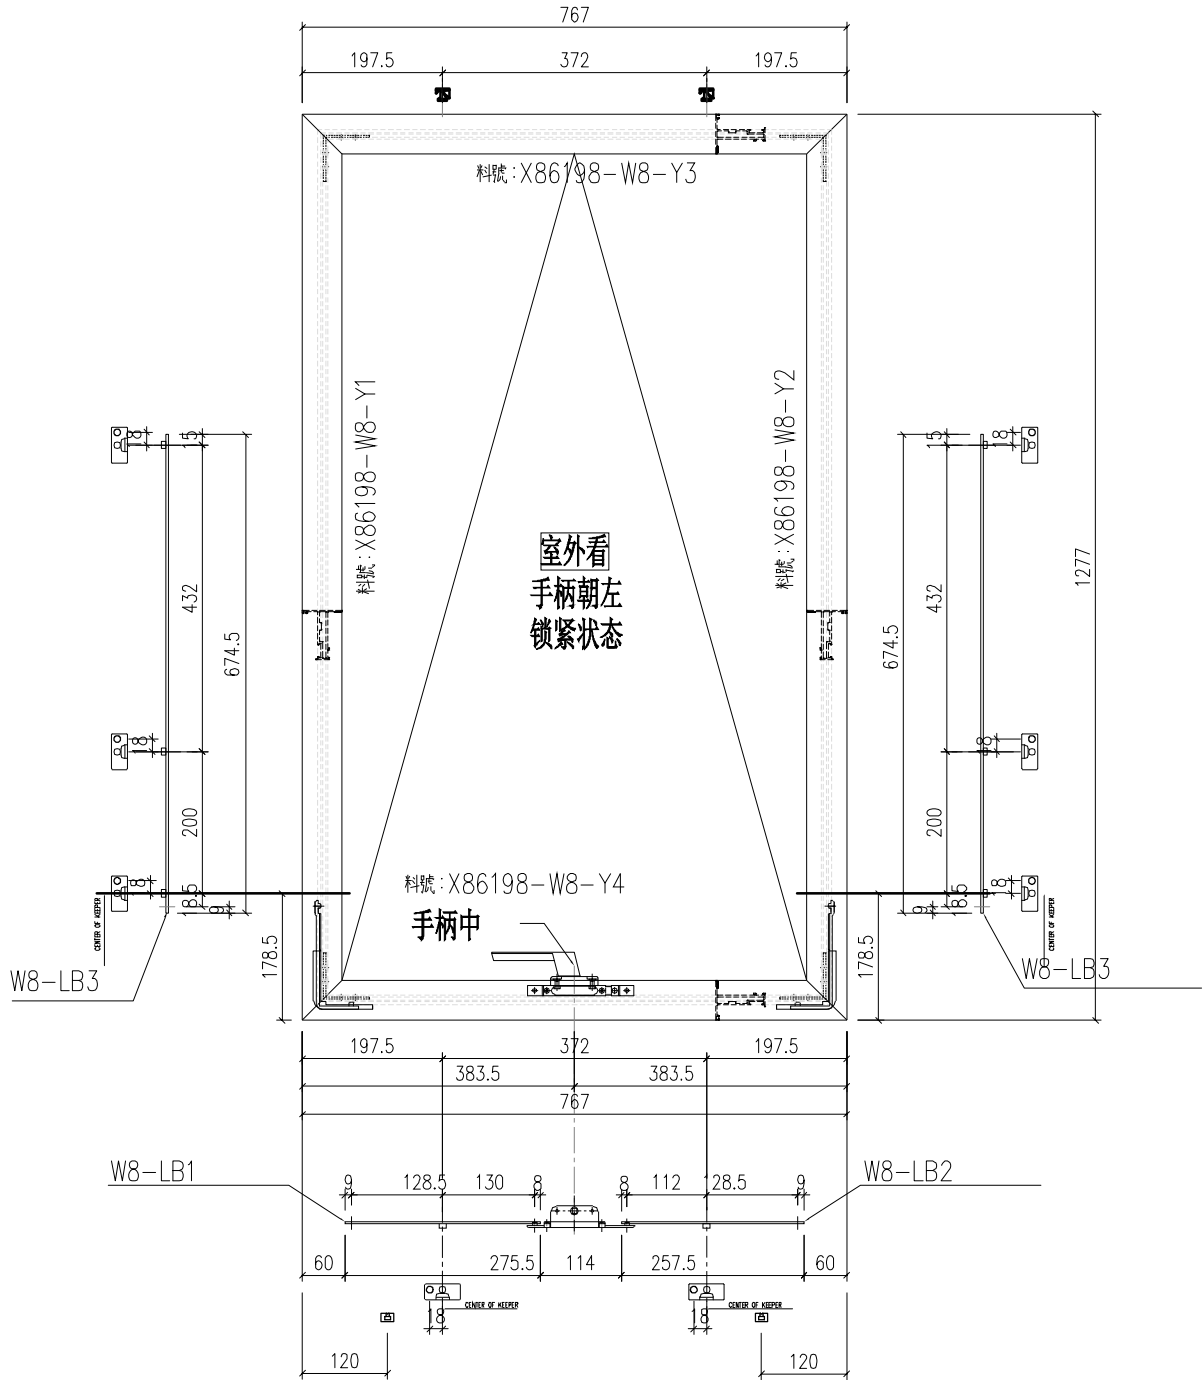 767
197.5 372 197.5
料號:X86198-W8-Y3
料號:X86198-W8-Y1
料號:X86198-W8-Y2
18 15 15 18
室外看
手柄朝左
锁紧状态
1277
432 432
674.5 674.5
18 18
200 200
18 18.5 9 18.5 18
料號:X86198-W8-Y4
手柄中
CENTER OF KEEPER
CENTER OF KEEPER
178.5 178.5
W8-LB3 W8-LB3
197.5 372 197.5
383.5 383.5
767
W8-LB1 W8-LB2
9 128.5 130 8 8 112 128.5 9
60 275.5 114 257.5 60
CENTER OF KEEPER CENTER OF KEEPER
18 18
120 120